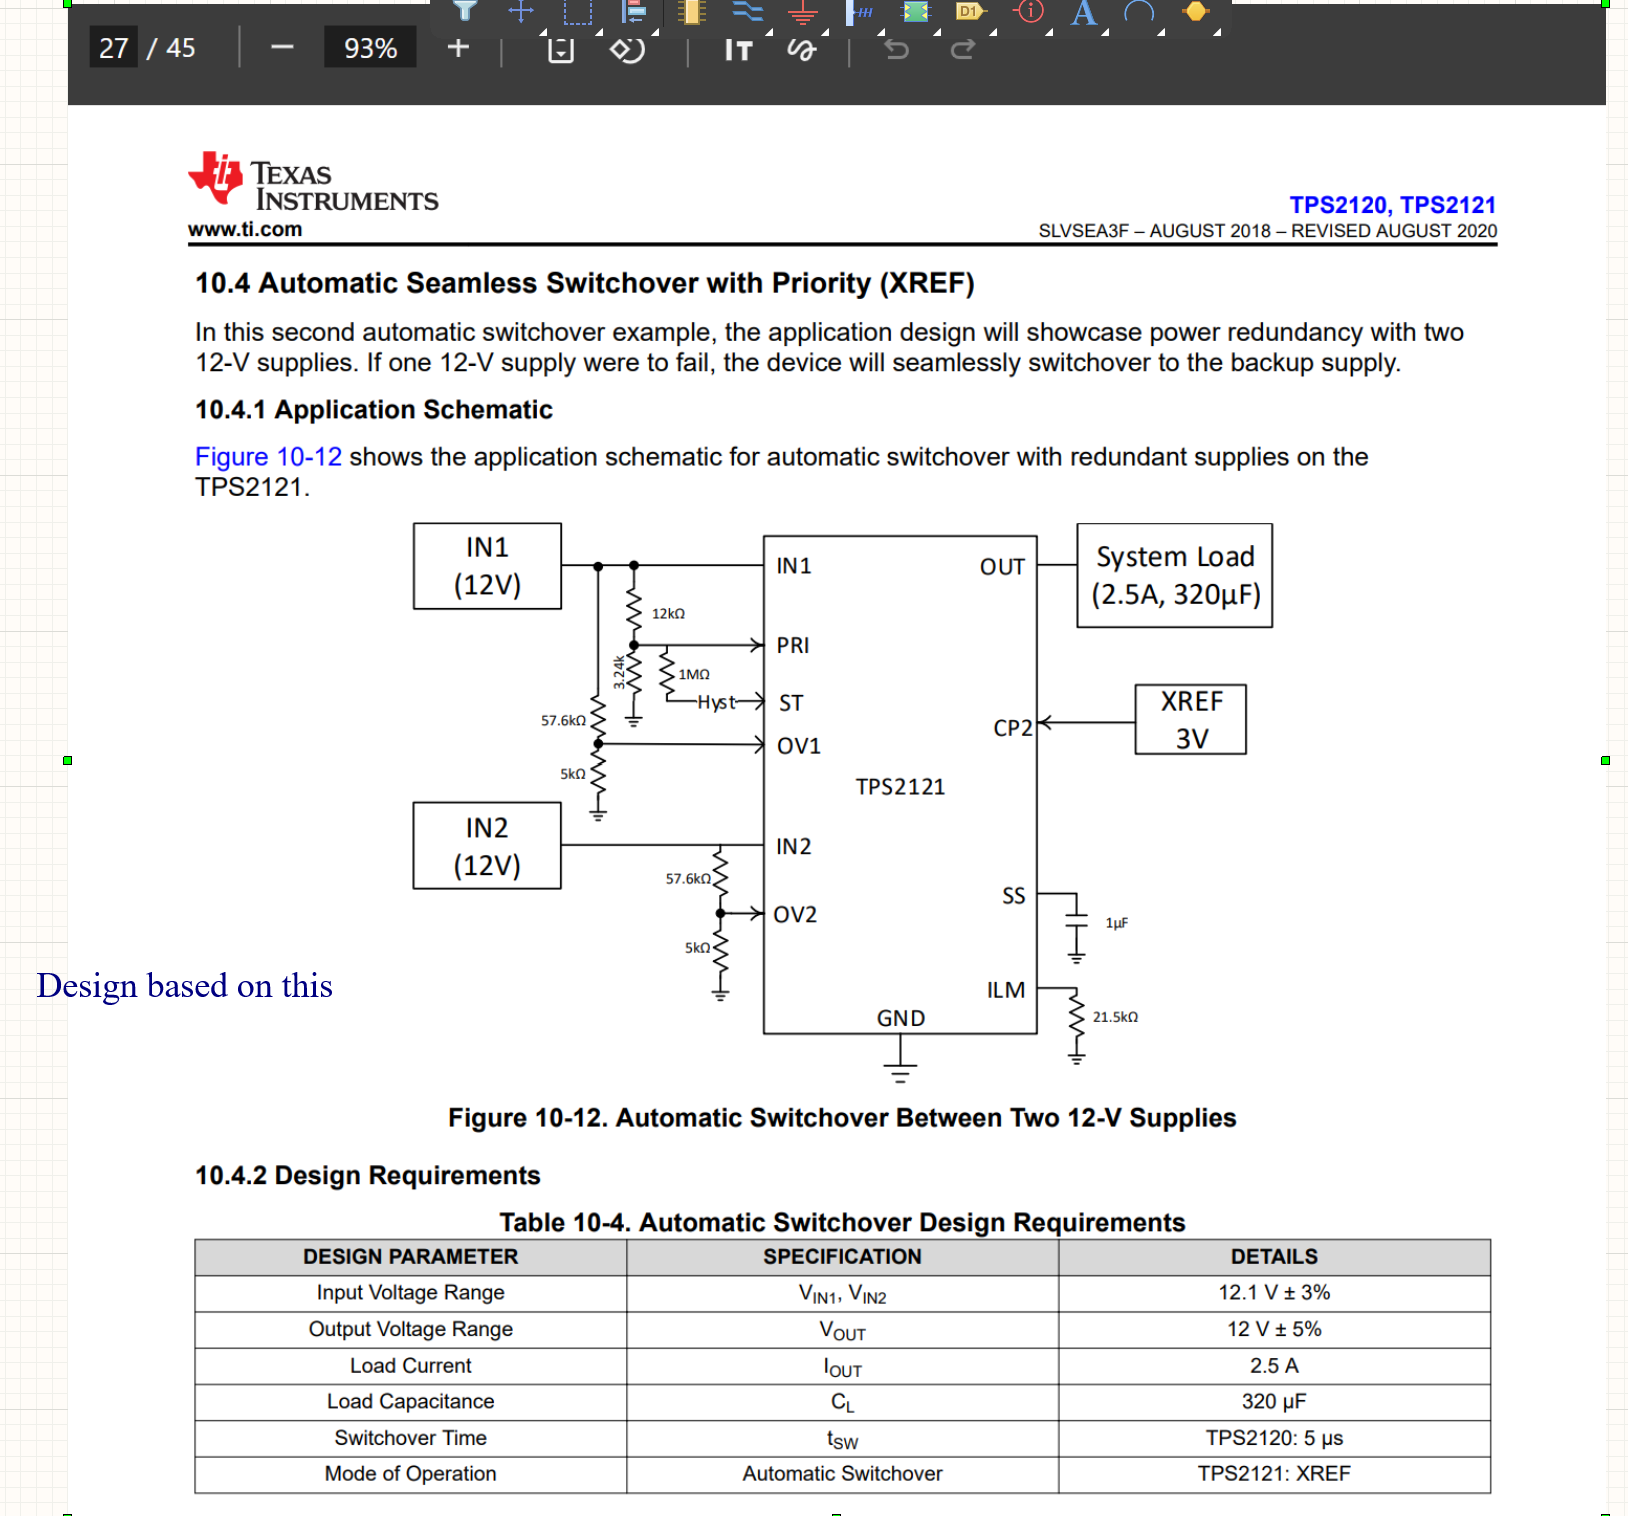 27 / 45 − 93% +
D1
A
TEXAS
INSTRUMENTS
www.ti.com
TPS2120, TPS2121
SLVSEA3F – AUGUST 2018 – REVISED AUGUST 2020
10.4 Automatic Seamless Switchover with Priority (XREF)
In this second automatic switchover example, the application design will showcase power redundancy with two
12-V supplies. If one 12-V supply were to fail, the device will seamlessly switchover to the backup supply.
10.4.1 Application Schematic
Figure 10-12 shows the application schematic for automatic switchover with redundant supplies on the
TPS2121.
IN1
(12V)
IN1
OUT
System Load
(2.5A, 320µF)
12kΩ
PRI
3.24k
1MΩ
Hyst
ST
XREF
3V
57.6kΩ
CP2
OV1
5kΩ
TPS2121
IN2
(12V)
IN2
57.6kΩ
SS
OV2
1µF
5kΩ
Design based on this
ILM
GND
21.5kΩ
Figure 10-12. Automatic Switchover Between Two 12-V Supplies
10.4.2 Design Requirements
Table 10-4. Automatic Switchover Design Requirements
DESIGN PARAMETER SPECIFICATION DETAILS
Input Voltage Range VIN1, VIN2 12.1 V ± 3%
Output Voltage Range VOUT 12 V ± 5%
Load Current IOUT 2.5 A
Load Capacitance CL 320 µF
Switchover Time tSW TPS2120: 5 µs
Mode of Operation Automatic Switchover TPS2121: XREF